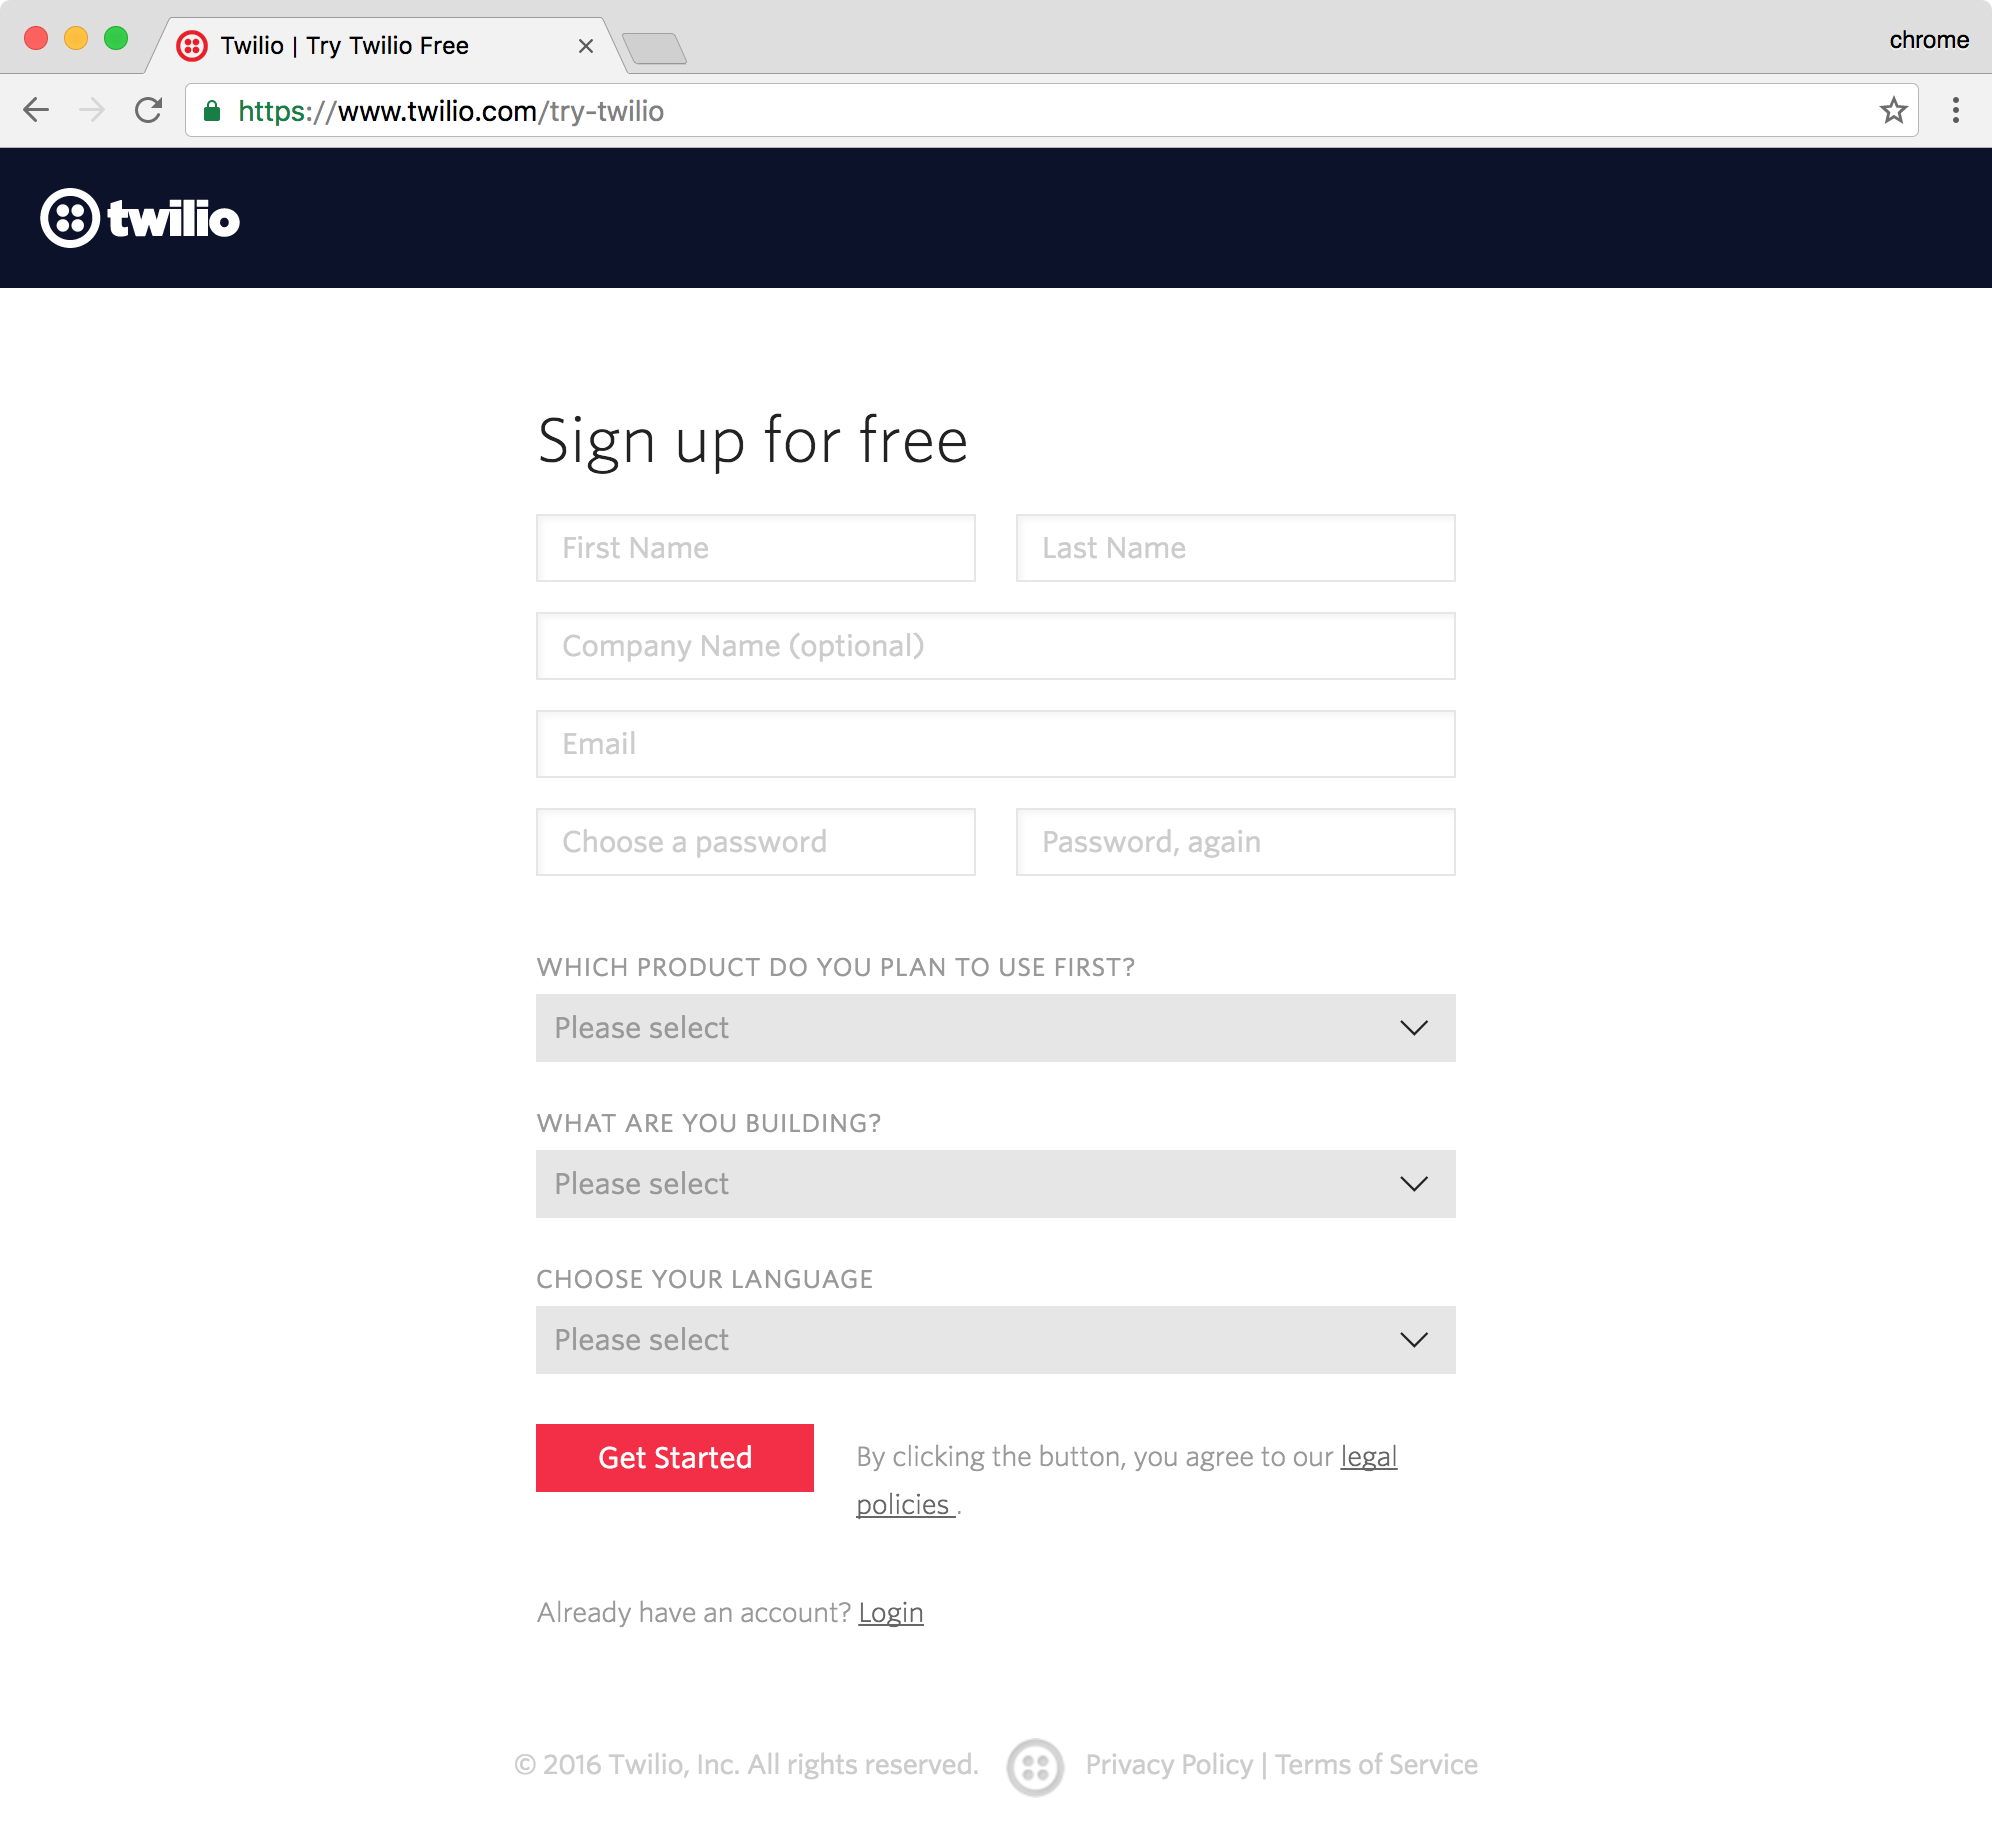 Twilio | Try Twilio Free
chrome
https://www.twilio.com/try-twilio
twilio
Sign up for free
First Name
Last Name
Company Name (optional)
Email
Choose a password
Password, again
WHICH PRODUCT DO YOU PLAN TO USE FIRST?
Please select
WHAT ARE YOU BUILDING?
Please select
CHOOSE YOUR LANGUAGE
Please select
Get Started
By clicking the button, you agree to our legal
policies .
Already have an account? Login
© 2016 Twilio, Inc. All rights reserved.
Privacy Policy | Terms of Service